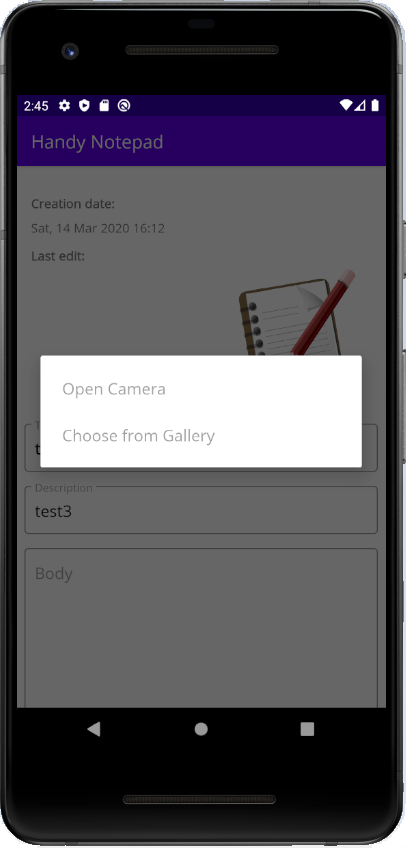 2:45
Handy Notepad
Creation date:
Sat, 14 Mar 2020 16:12
Last edit:
Open Camera
Choose from Gallery
Description
test3
Body